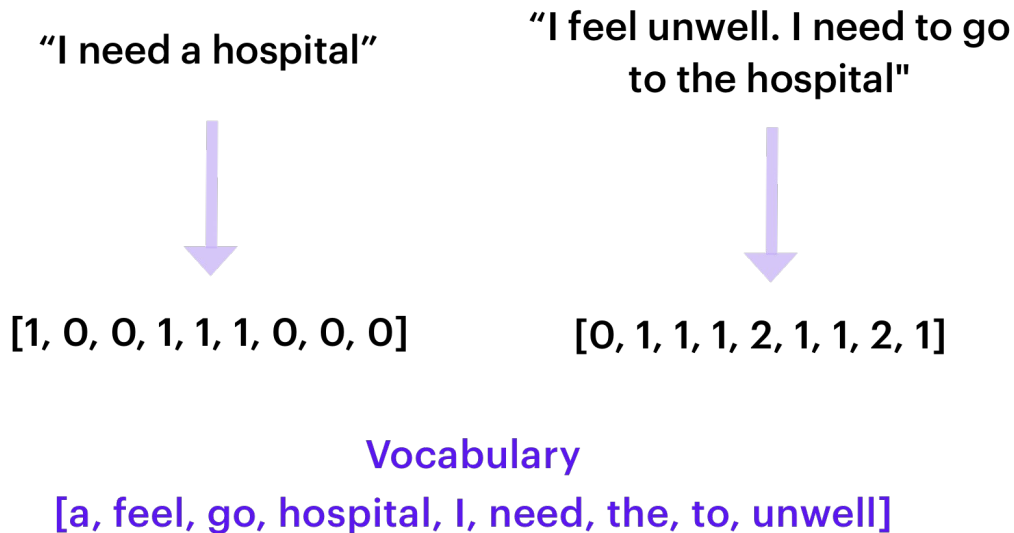 “I need a hospital”
“I feel unwell. I need to go
to the hospital"
[1, 0, 0, 1, 1, 1, 0, 0, 0]
[0, 1, 1, 1, 2, 1, 1, 2, 1]
Vocabulary
[a, feel, go, hospital, I, need, the, to, unwell]